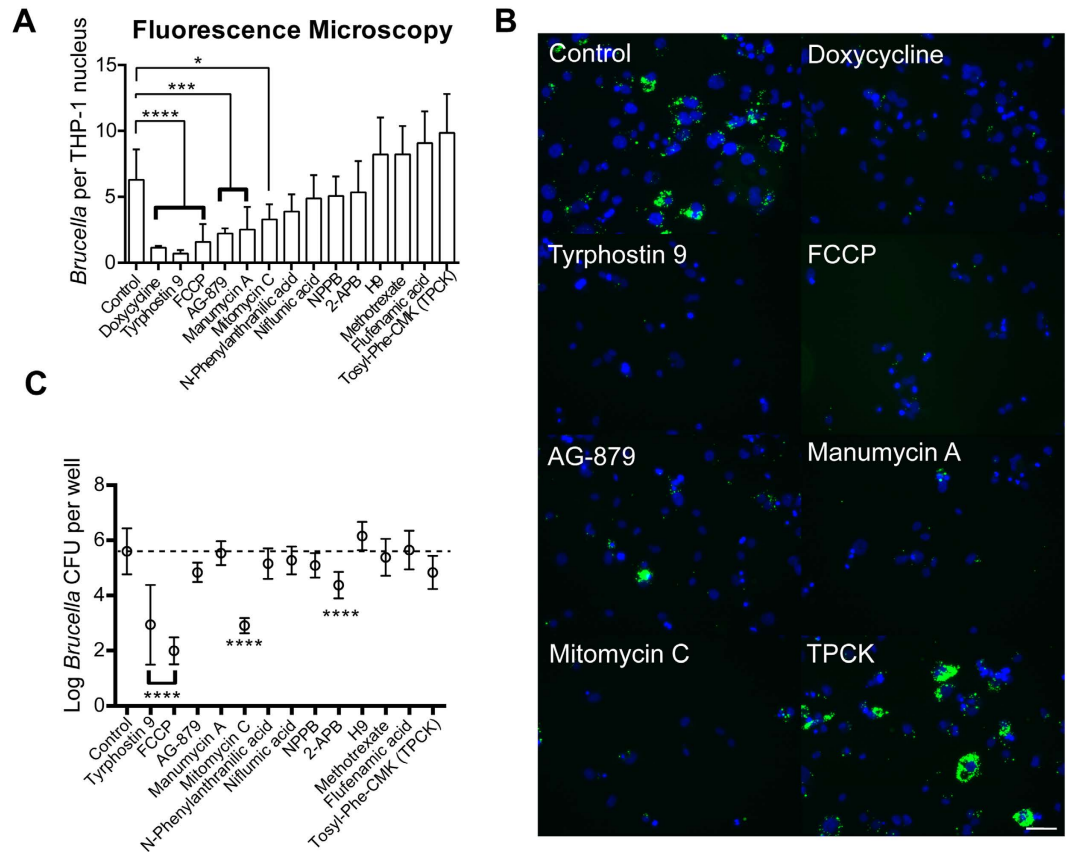 A
Fluorescence Microscopy
Brucella per THP-1 nucleus
15
10
5
0
*
***
****
Control
Doxycycline
Tyrphostin 9
FCCP
AG-879
Manumycin A
Mitomycin C
N-Phenylanthranilic acid
Niflumic acid
NPPB
2-APB
H9
Methotrexate
Flufenamic acid
Tosyl-Phe-CMK (TPCK)
B
Control
Doxycycline
Tyrphostin 9
FCCP
AG-879
Manumycin A
Mitomycin C
TPCK
C
Log Brucella CFU per well
8
6
4
2
0
****
****
****
Control
Tyrphostin 9
FCCP
AG-879
Manumycin A
Mitomycin C
N-Phenylanthranilic acid
Niflumic acid
NPPB
2-APB
H9
Methotrexate
Flufenamic acid
Tosyl-Phe-CMK (TPCK)